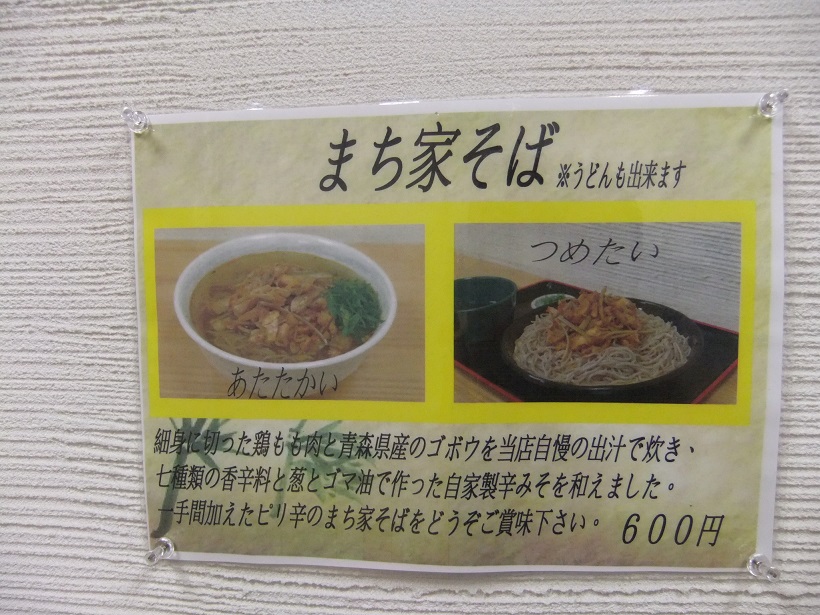 まち家そば ※うどんも出来ます
つめたい
あたたかい
細身に切った鶏もも肉と青森県産のゴボウを当店自慢の出汁で炊き、
七種類の香辛料と葱とゴマ油で作った自家製辛みそを和えました。
一手間加えたピリ辛のまち家そばをどうぞご賞味下さい。 600円